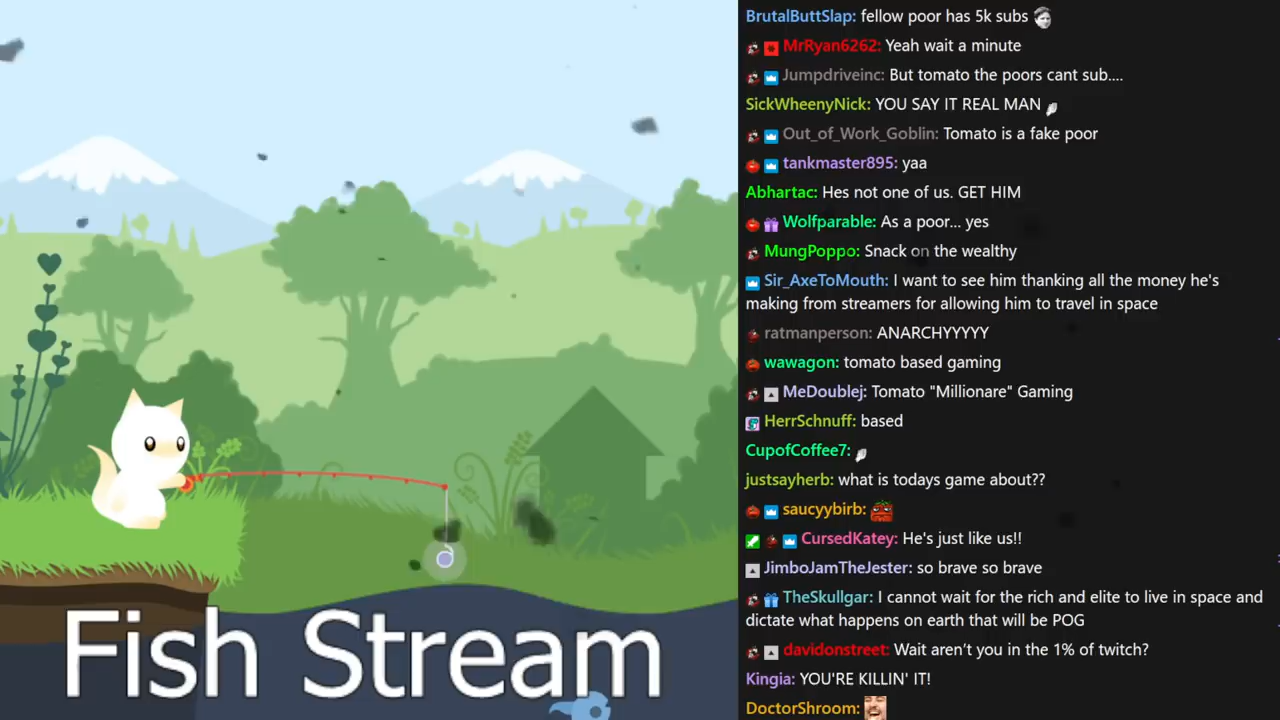 BrutalButtSlap: fellow poor has 5k subs
MrRyan6262: Yeah wait a minute
Jumpdriveinc: But tomato the poors cant sub....
SickWheenyNick: YOU SAY IT REAL MAN
Out_of_Work_Goblin: Tomato is a fake poor
tankmaster895: yaa
Abhartac: Hes not one of us. GET HIM
Wolfparable: As a poor... yes
MungPoppo: Snack on the wealthy
Sir_AxeToMouth: I want to see him thanking all the money he's
making from streamers for allowing him to travel in space
ratmanperson: ANARCHYYYYY
wawagon: tomato based gaming
MeDoublej: Tomato "Millionare" Gaming
HerrSchnuff: based
CupofCoffee7:
justsayherb: what is todays game about??
saucyybirb:
CursedKatey: He's just like us!!
JimboJamTheJester: so brave so brave
TheSkullgar: I cannot wait for the rich and elite to live in space and
dictate what happens on earth that will be POG
davidonstreet: Wait aren't you in the 1% of twitch?
Kingia: YOU'RE KILLIN' IT!
DoctorShroom:
Fish Stream